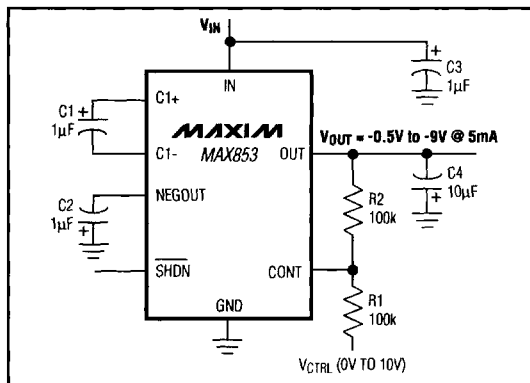 VIN
IN
C3
1µF
C1
1µF
C1+
C1-
MAXIM
MAX853
OUT
VOUT = -0.5V to -9V @ 5mA
C4
10µF
NEGOUT
C2
1µF
R2
100k
SHDN
CONT
GND
R1
100k
VCTRL (0V TO 10V)